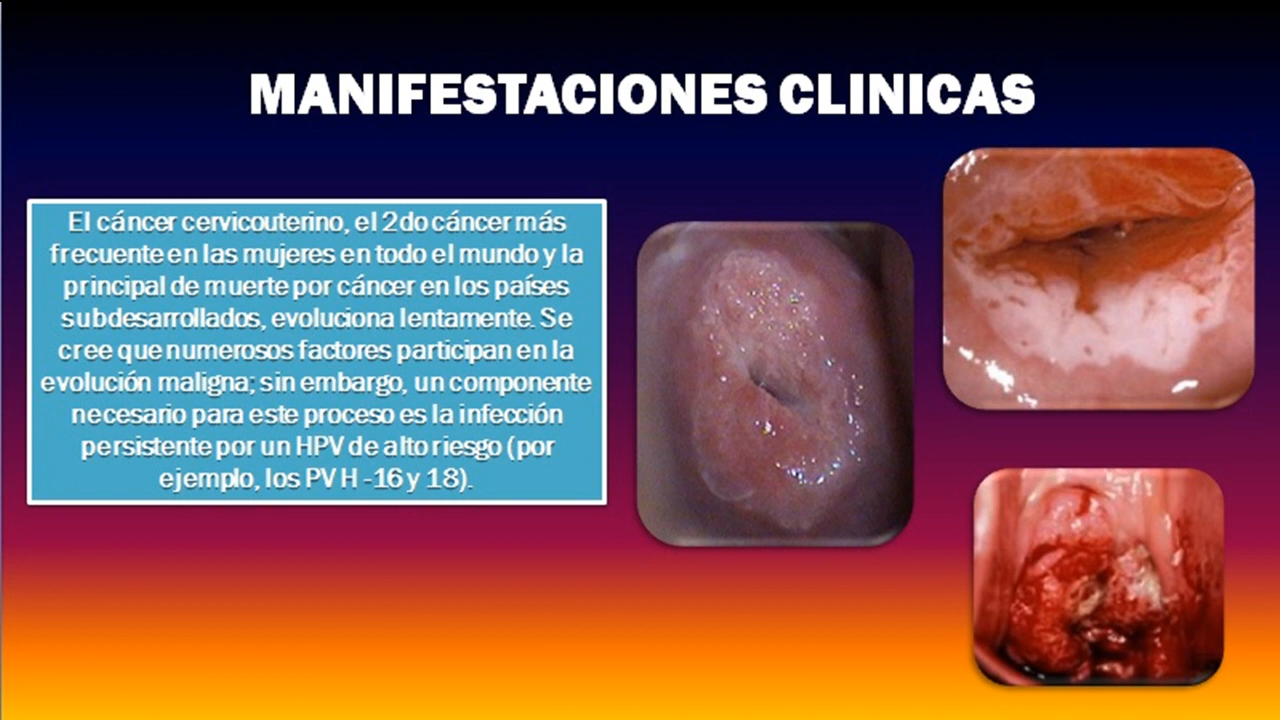 MANIFESTACIONES CLINICAS
El cáncer cervicouterino, el 2do cáncer más
frecuente en las mujeres en todo el mundo y la
principal de muerte por cáncer en los países
subdesarrollados, evoluciona lentamente. Se
cree que numerosos factores participan en la
evolución maligna; sin embargo, un componente
necesario para este proceso es la infección
persistente por un HPV de alto riesgo (por
ejemplo, los PVH -16 y 18).